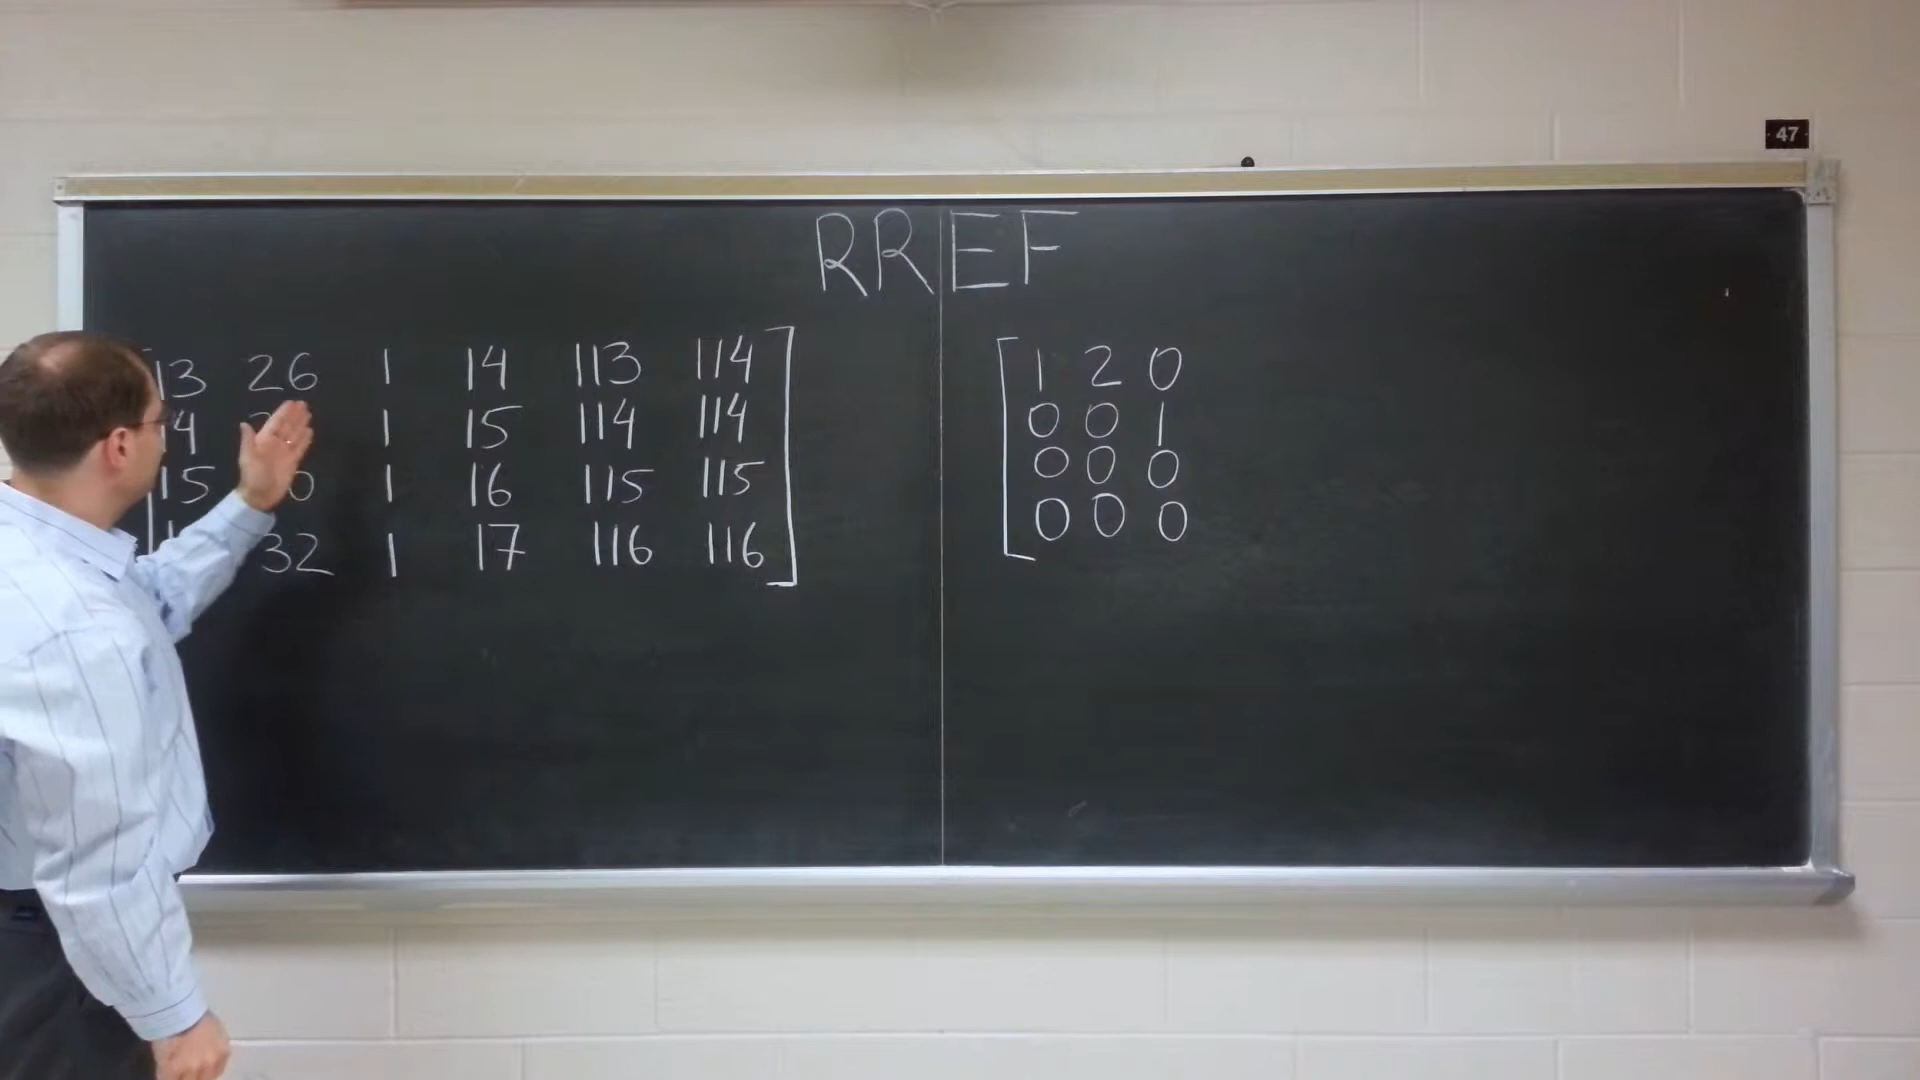 47
RREF
13 26 1 14 113 114
14 1 15 114 114
15 1 16 115 115
32 1 17 116 116
1 2 0
0 0 1
0 0 0
0 0 0